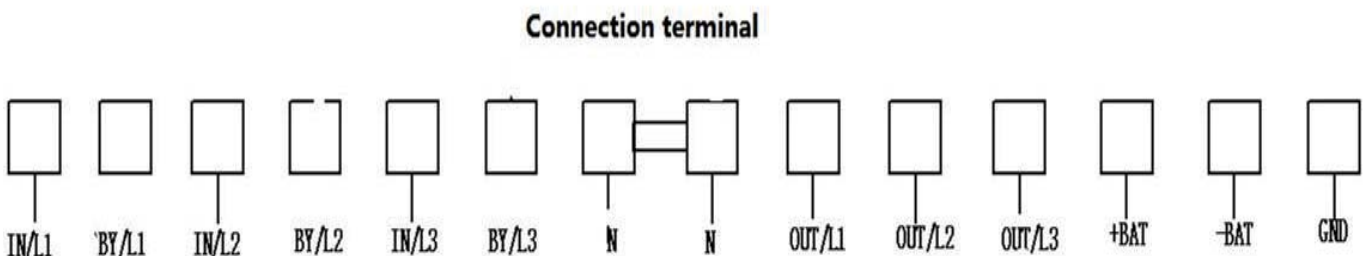 Connection terminal
IN/L1 BY/L1 IN/L2 BY/L2 IN/L3 BY/L3 N N OUT/L1 OUT/L2 OUT/L3 +BAT -BAT GND